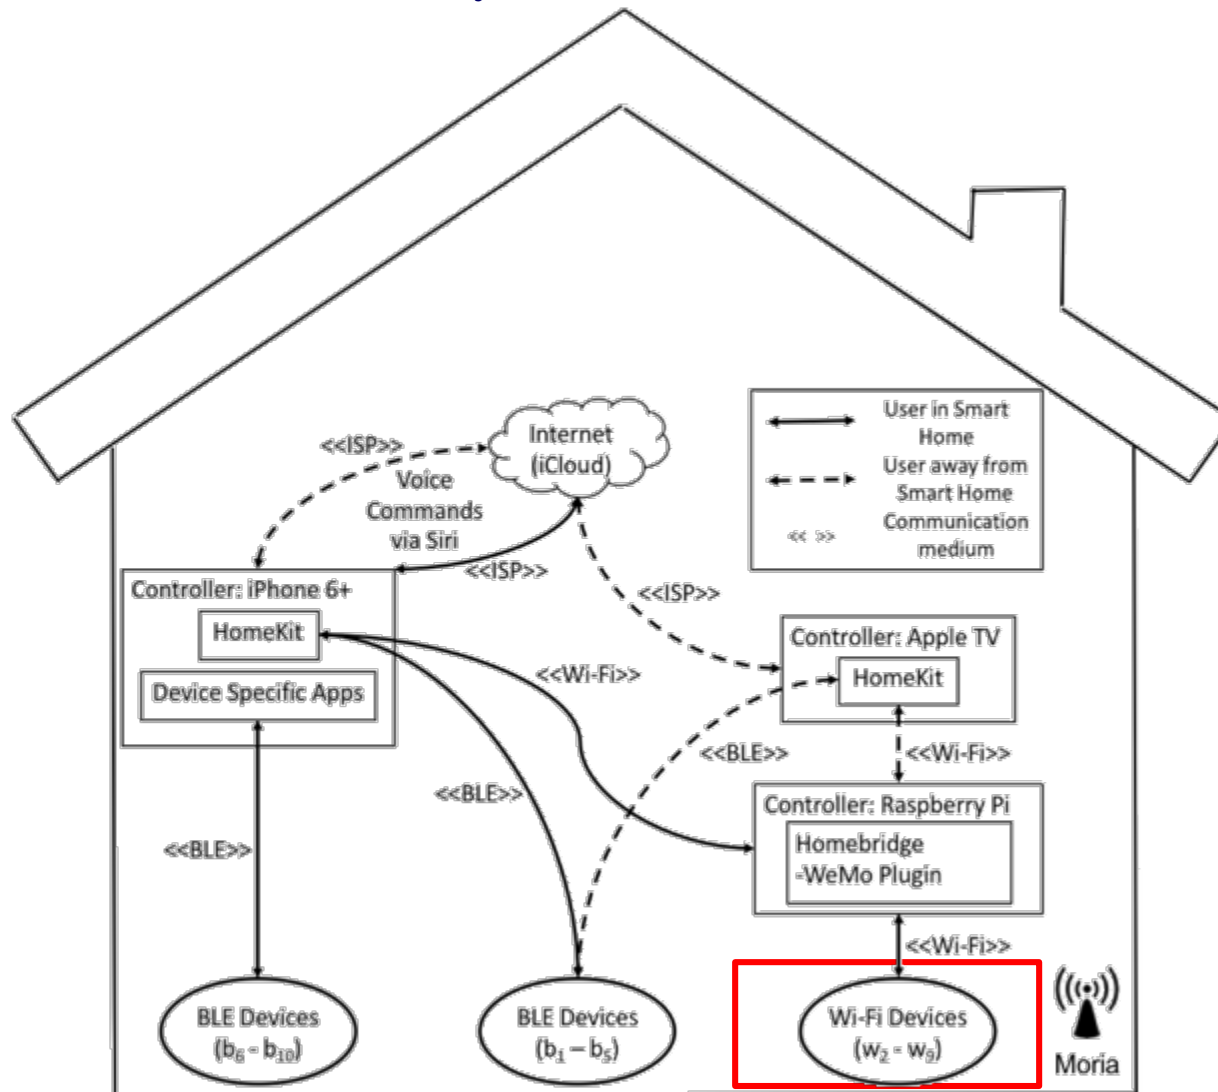 <<ISP>>
Internet
(iCloud)
Voice
Commands
via Siri
<<ISP>>
<<ISP>>
User in Smart
Home
User away from
Smart Home
<< >>
Communication
medium
Controller: iPhone 6+
HomeKit
Device Specific Apps
<<Wi-Fi>>
Controller: Apple TV
HomeKit
<<BLE>>
<<Wi-Fi>>
<<BLE>>
Controller: Raspberry Pi
Homebridge
-WeMo Plugin
<<BLE>>
<<Wi-Fi>>
BLE Devices
(b6 - b10)
BLE Devices
(b1 – b5)
Wi-Fi Devices
(w2 - w9)
Moria